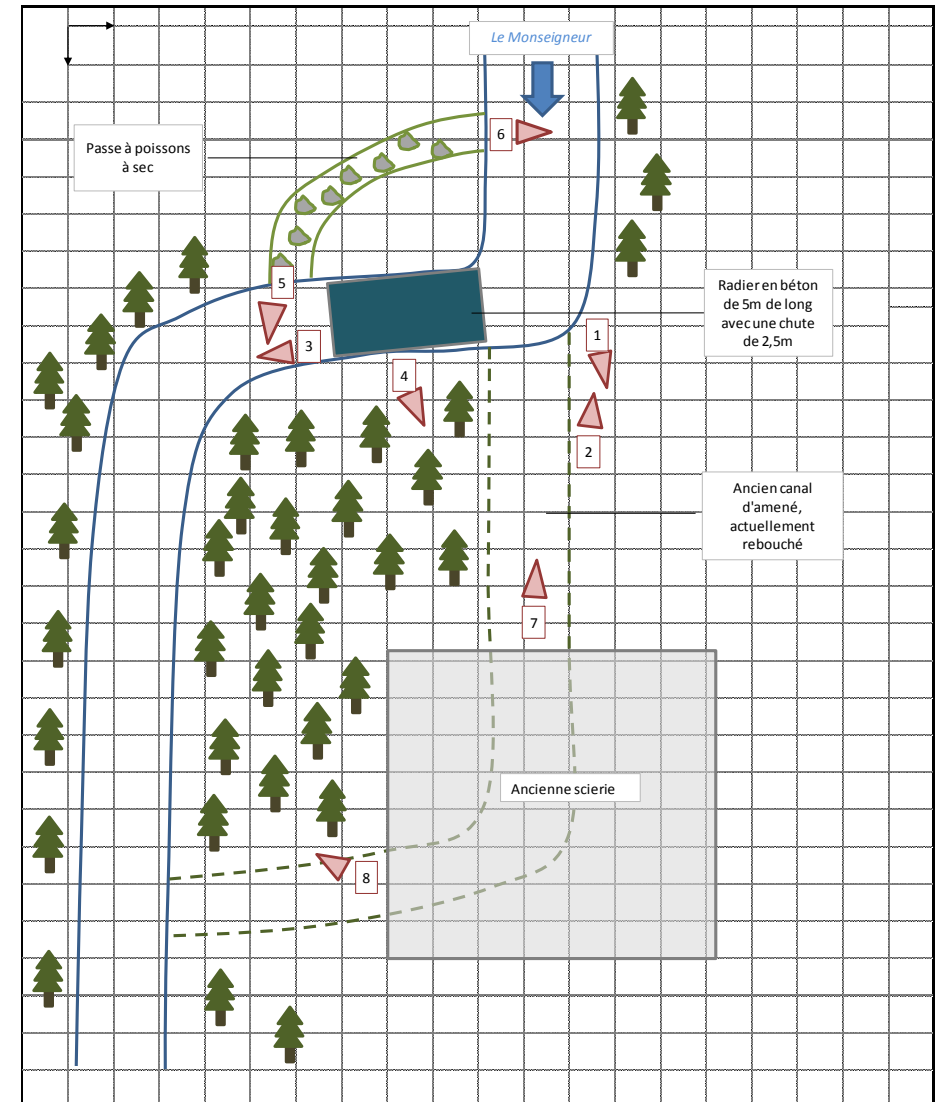 Le Monseigneur
6
Passe à poissons
à sec
5
Radier en béton
de 5m de long
avec une chute
de 2,5m
1
3
4
2
Ancien canal
d'amené,
actuellement
rebouché
7
Ancienne scierie
8